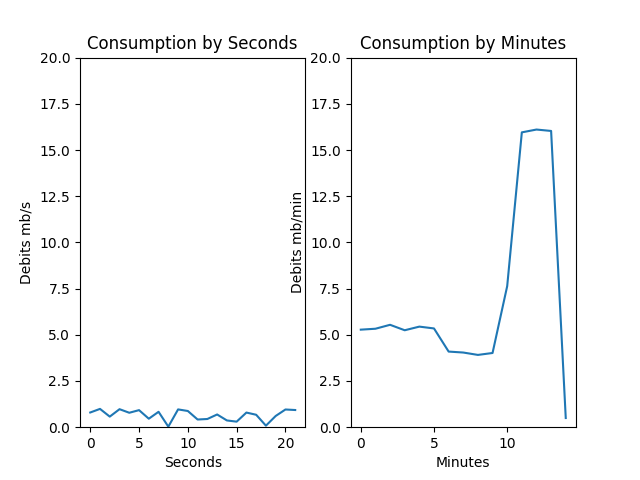 Consumption by Seconds
20.0
17.5
15.0
12.5
10.0
7.5
5.0
2.5
0.0
Debits mb/s
0 5 10 15 20
Seconds
Consumption by Minutes
20.0
17.5
15.0
12.5
10.0
7.5
5.0
2.5
0.0
Debits mb/min
0 5 10
Minutes